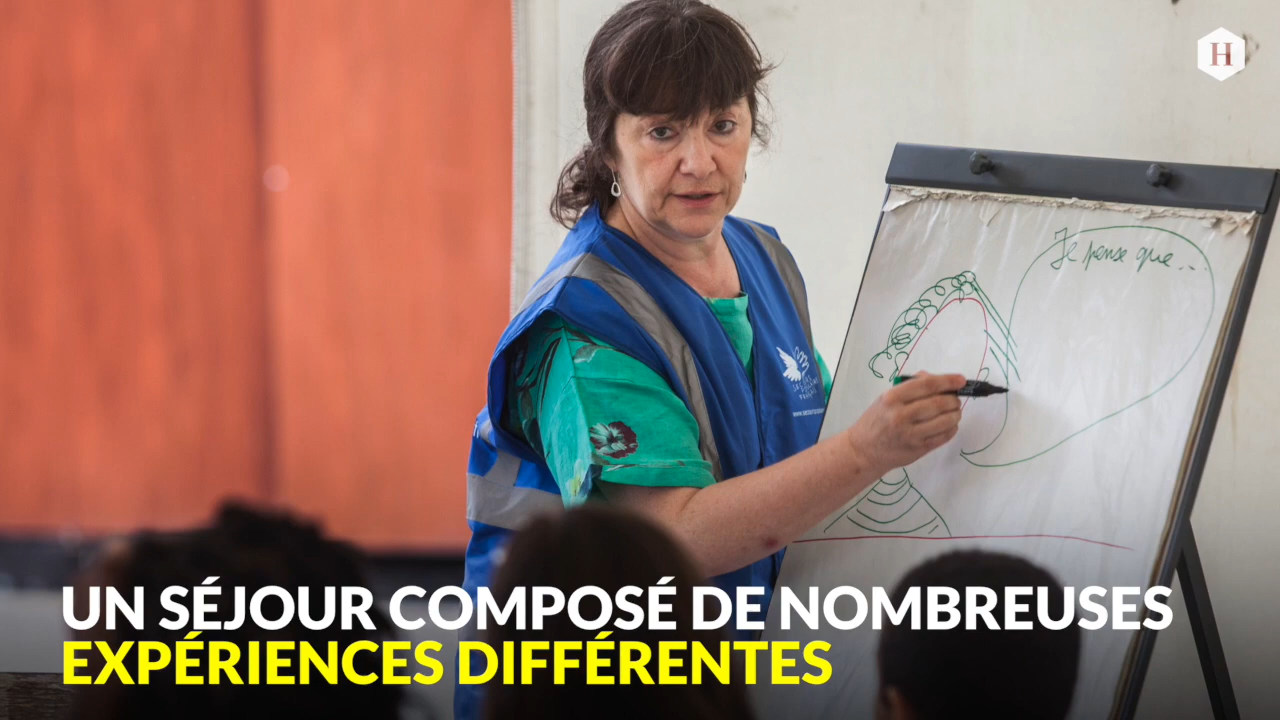 H
Je pense que...
UN SÉJOUR COMPOSÉ DE NOMBREUSES
EXPÉRIENCES DIFFÉRENTES